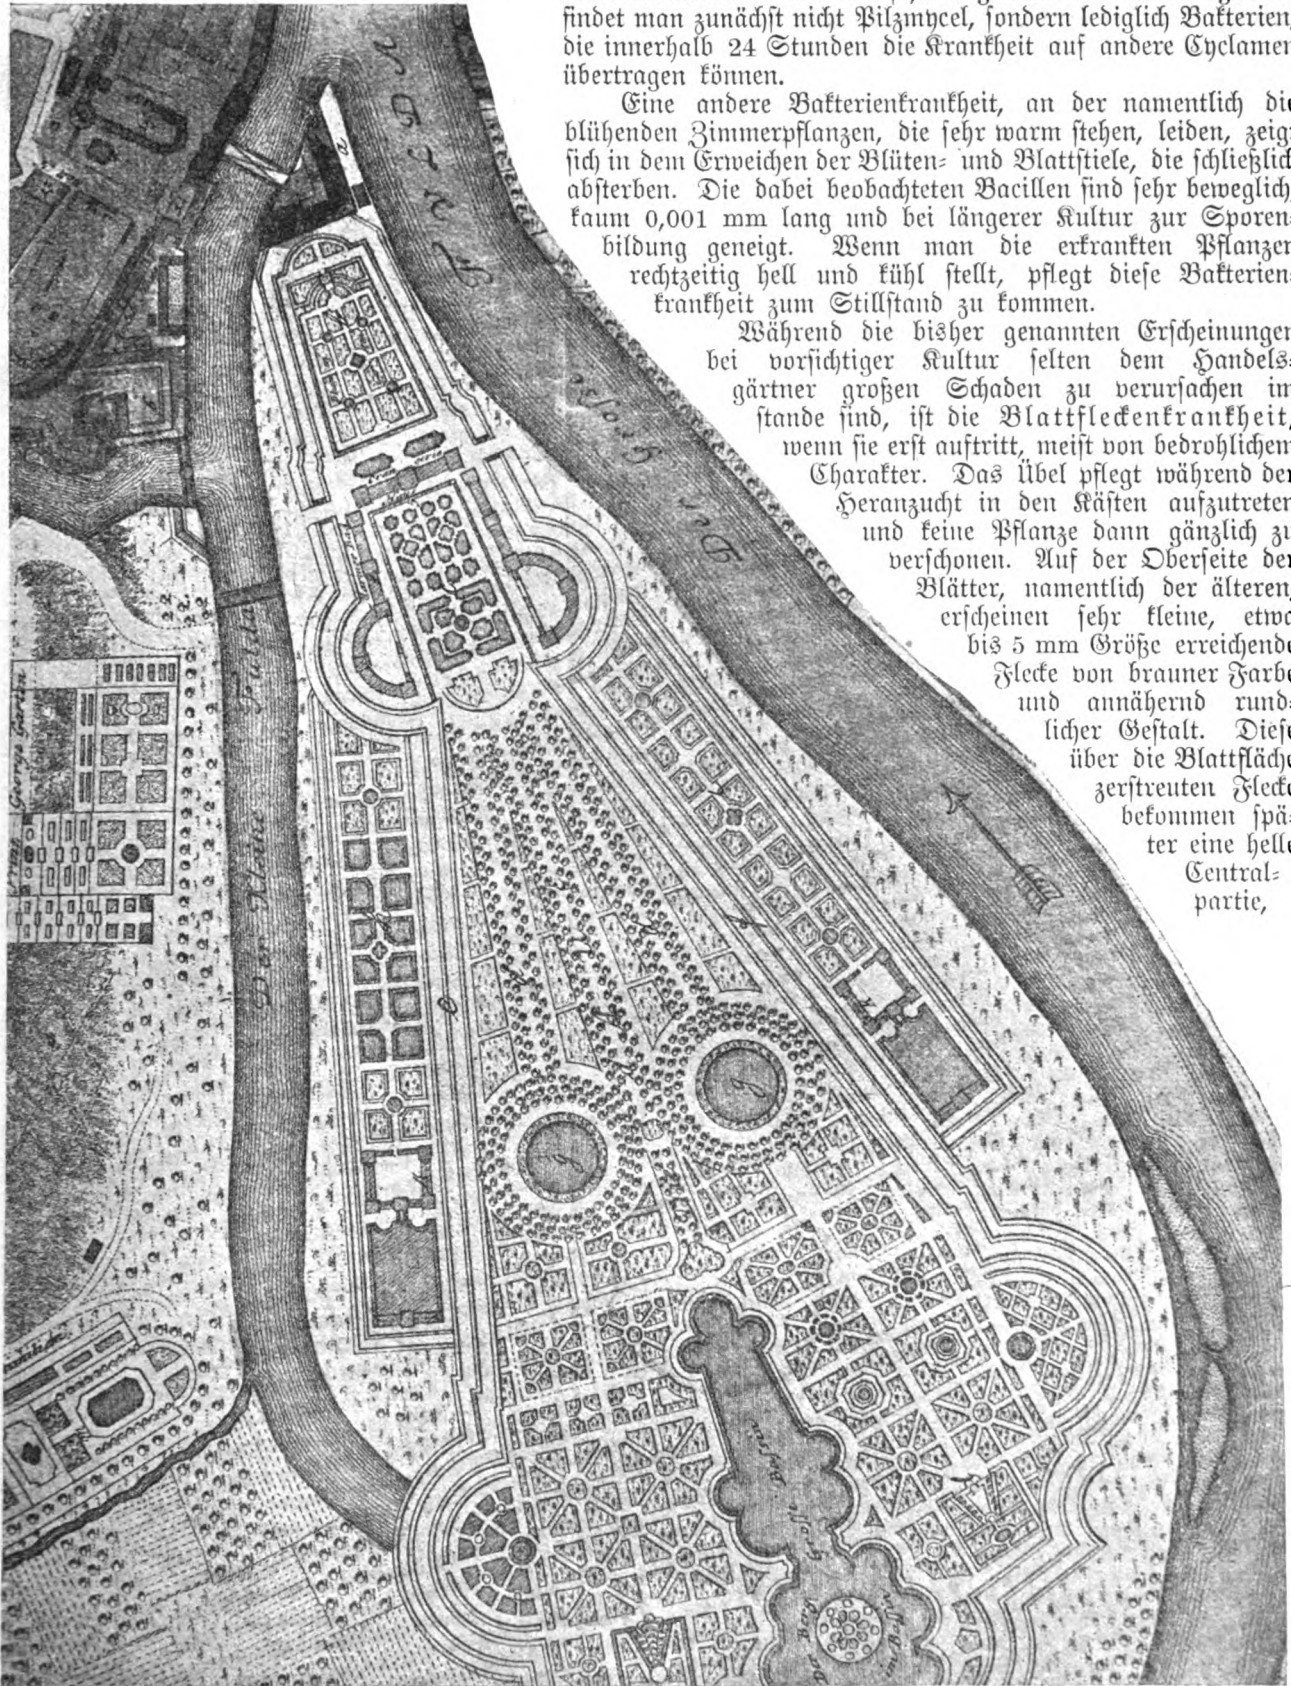 findet man zunächst nicht Pilzmycel, sondern lediglich Bakterien,
die innerhalb 24 Stunden die Krankheit auf andere Cyclamen
übertragen können.
Eine andere Bakterienkrankheit, an der namentlich die
blühenden Zimmerpflanzen, die sehr warm stehen, leiden, zeigt
sich in dem Erweichen der Blüten- und Blattstiele, die schließlich
absterben. Die dabei beobachteten Bacillen sind sehr beweglich,
kaum 0,001 mm lang und bei längerer Kultur zur Sporen-
bildung geneigt. Wenn man die erkrankten Pflanzen
rechtzeitig hell und kühl stellt, pflegt diese Bakterien-
krankheit zum Stillstand zu kommen.
Während die bisher genannten Erscheinungen
bei vorsichtiger Kultur selten dem Handels-
gärtner großen Schaden zu verursachen im
stande sind, ist die Blattfleckenkrankheit,
wenn sie erst auftritt, meist von bedrohlichem
Charakter. Das Übel pflegt während der
Heranzucht in den Kästen aufzutreten
und keine Pflanze dann gänzlich zu
verschonen. Auf der Oberseite der
Blätter, namentlich der älteren,
erscheinen sehr kleine, etwa
bis 5 mm Größe erreichende
Flecke von brauner Farbe
und annähernd rund-
licher Gestalt. Diese
über die Blattfläche
zerstreuten Flecke
bekommen spä-
ter eine helle
Central-
partie,
Der große
Der Kleine Fulda
Garten
Bassin